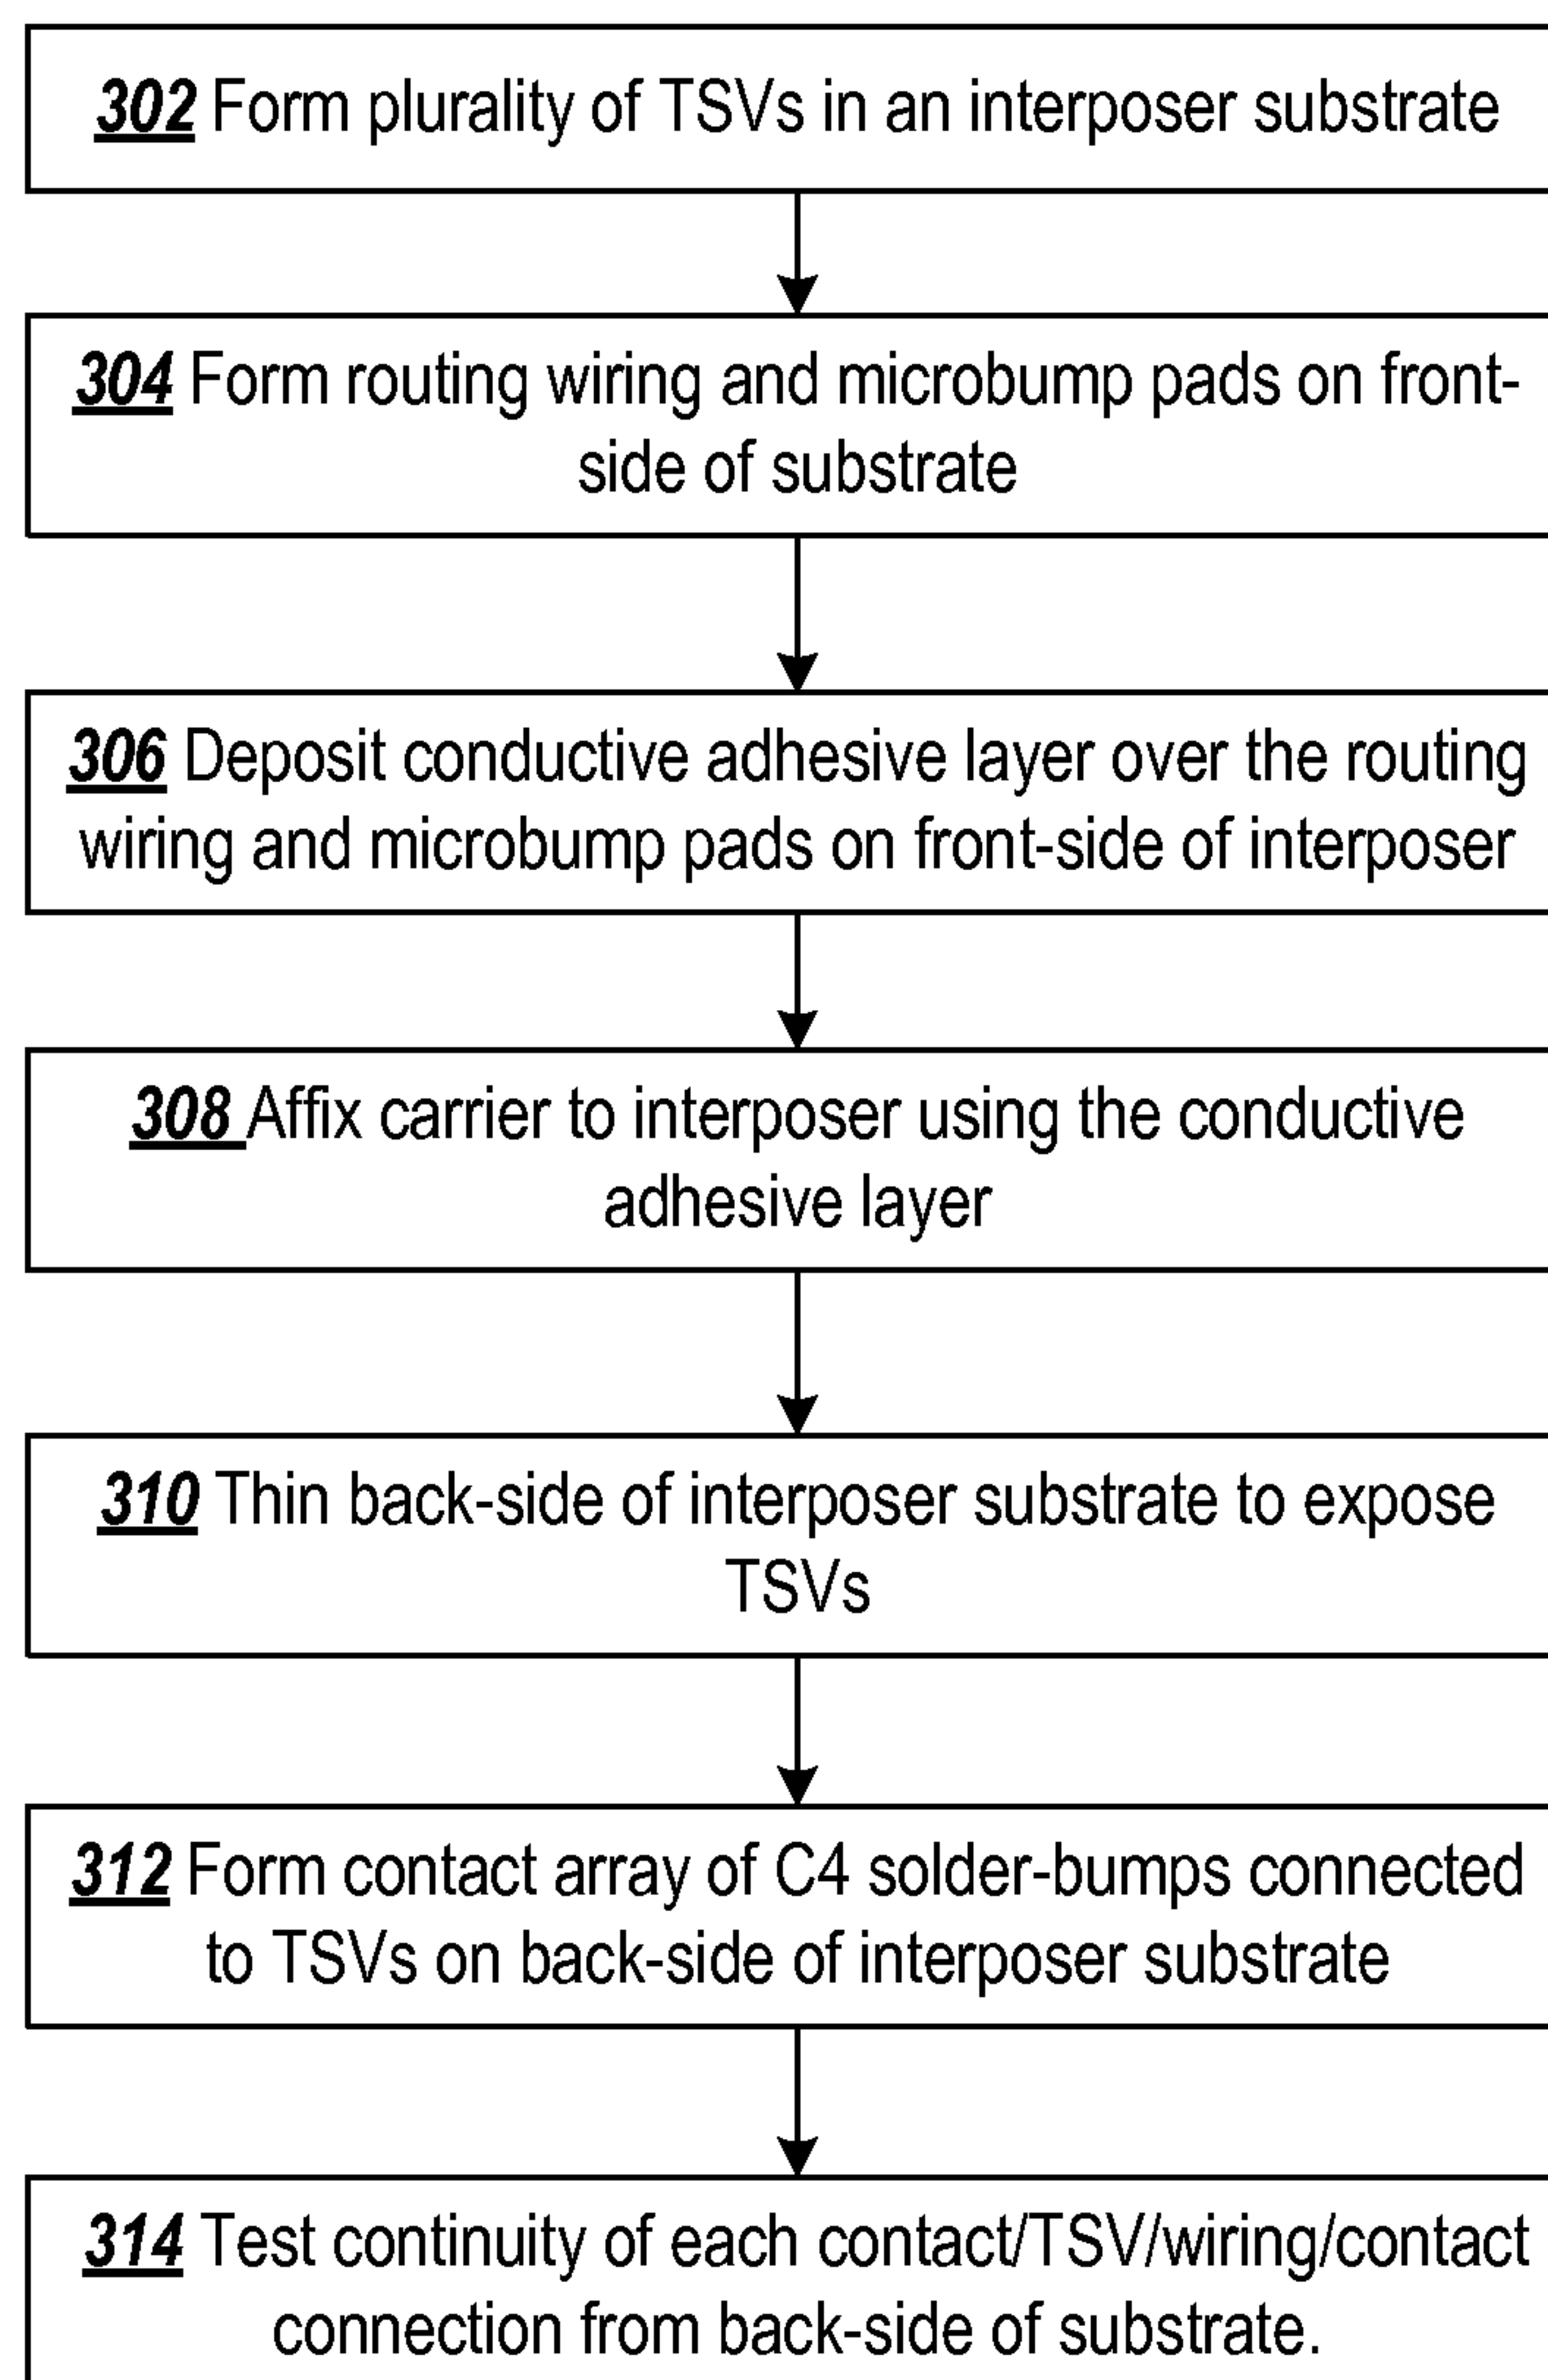 302 Form plurality of TSVs in an interposer substrate
304 Form routing wiring and microbump pads on front-
side of substrate
306 Deposit conductive adhesive layer over the routing
wiring and microbump pads on front-side of interposer
308 Affix carrier to interposer using the conductive
adhesive layer
310 Thin back-side of interposer substrate to expose
TSVs
312 Form contact array of C4 solder-bumps connected
to TSVs on back-side of interposer substrate
314 Test continuity of each contact/TSV/wiring/contact
connection from back-side of substrate.